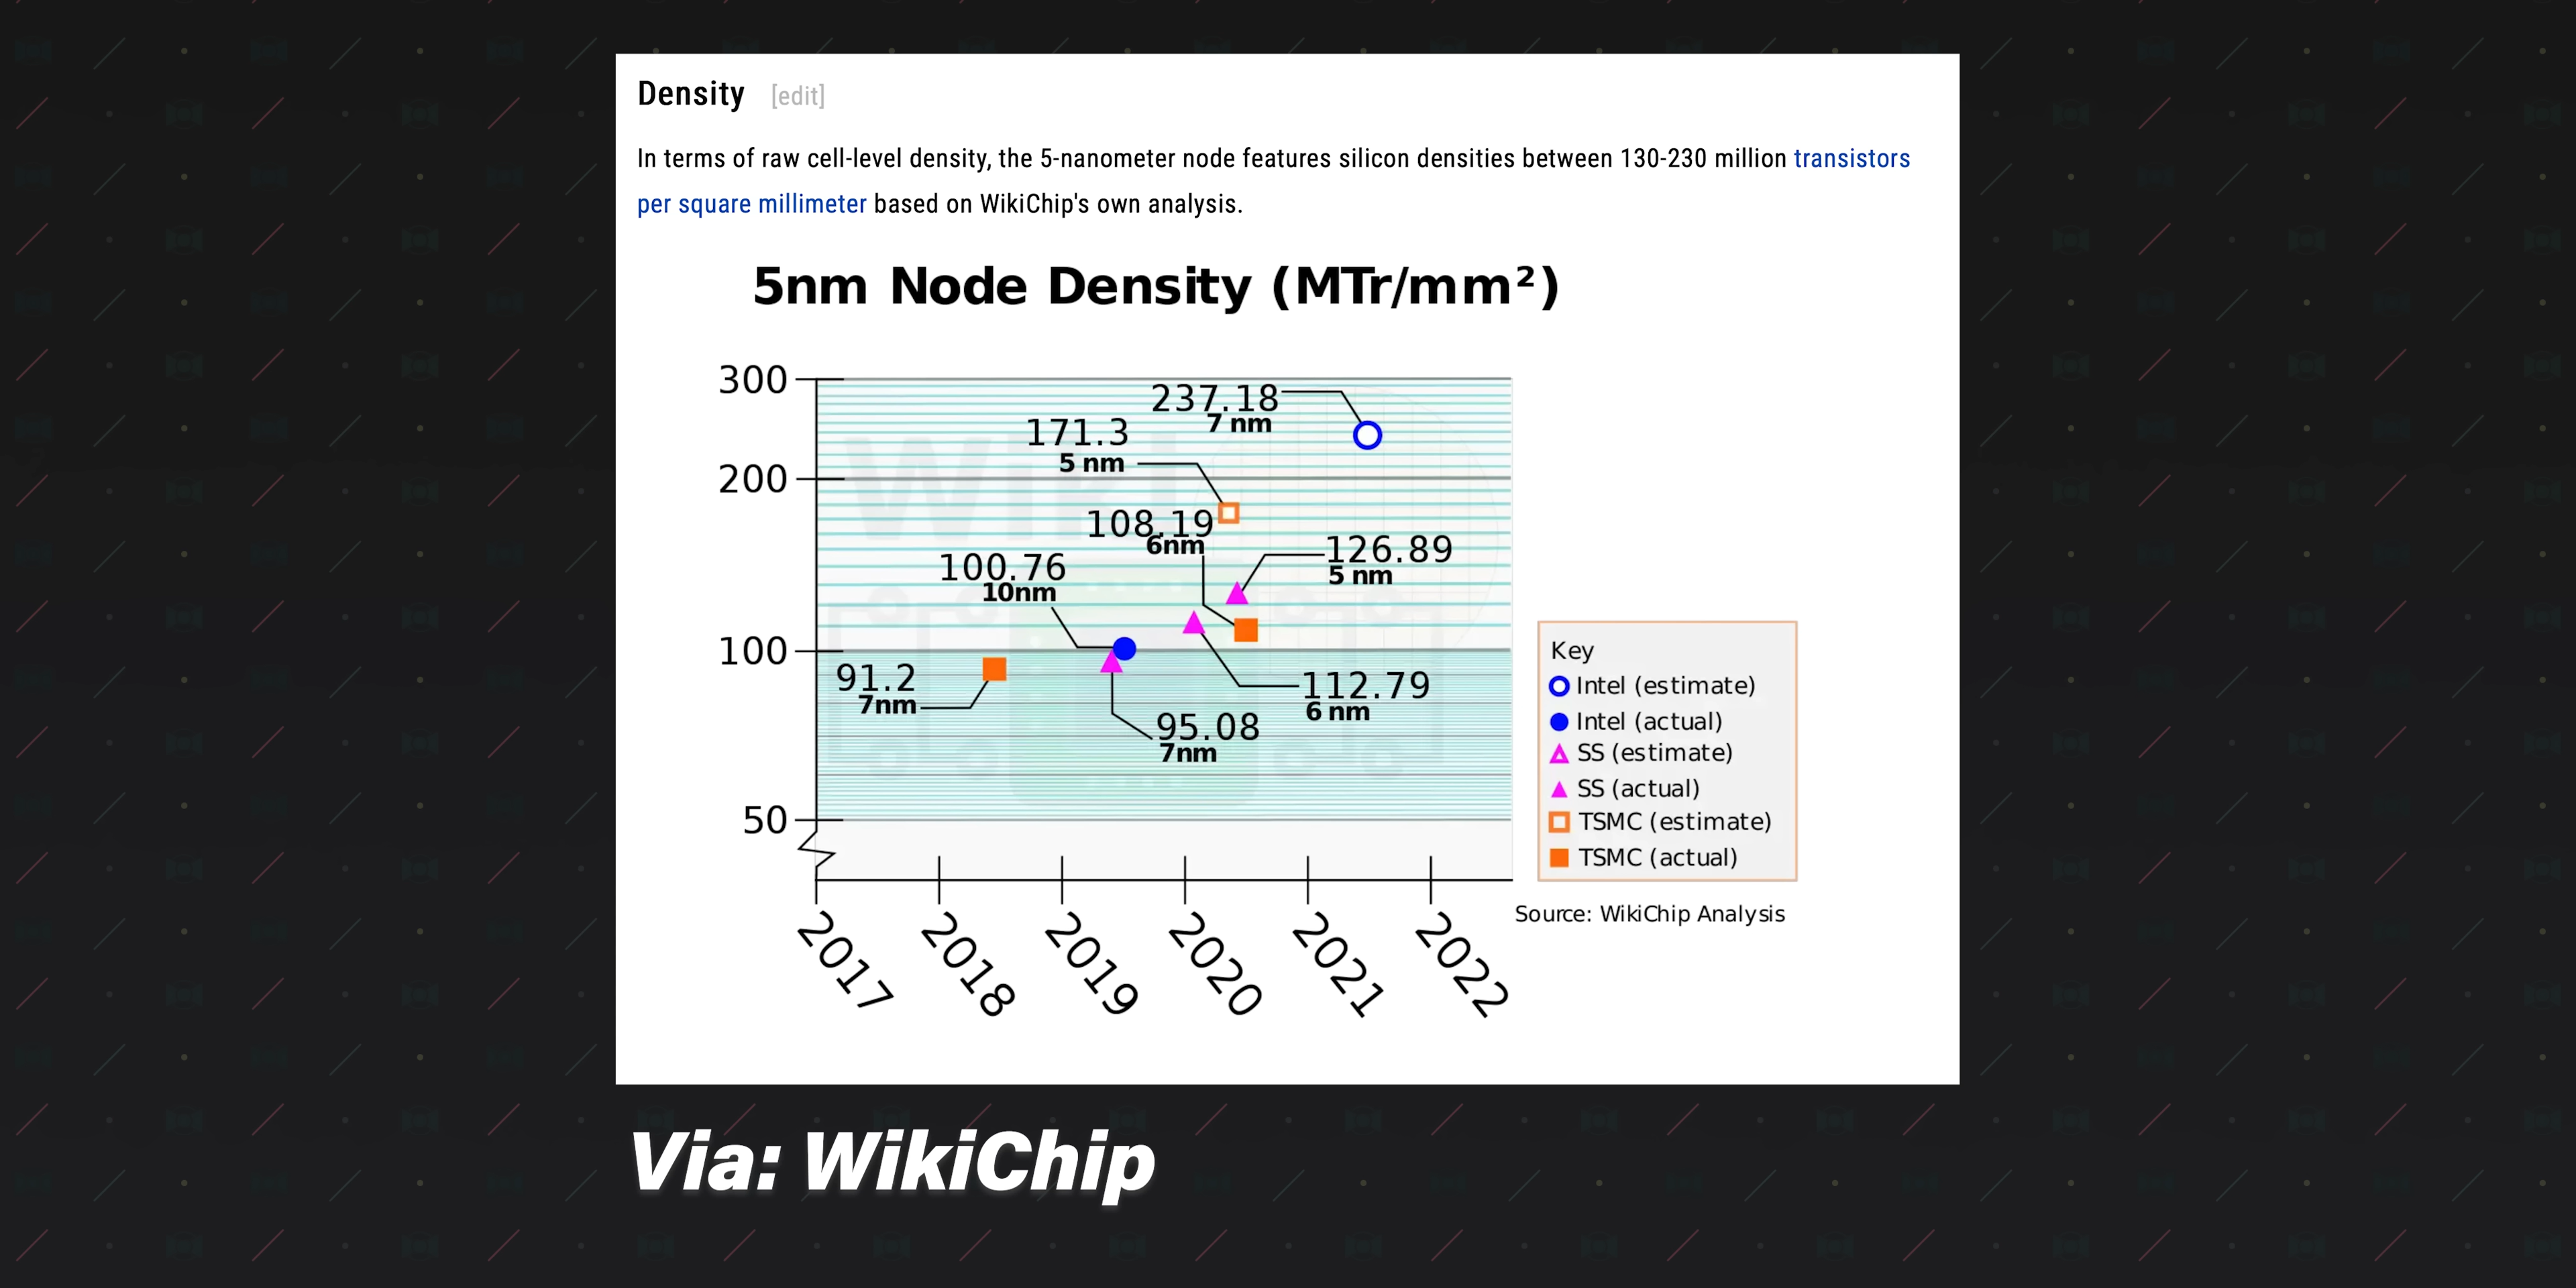 Density [edit]
In terms of raw cell-level density, the 5-nanometer node features silicon densities between 130-230 million transistors
per square millimeter based on WikiChip's own analysis.
5nm Node Density (MTr/mm²)
300
200
100
50
237.18
7 nm
171.3
5 nm
108.19
6nm
126.89
5 nm
100.76
10nm
91.2
7nm
112.79
6 nm
95.08
7nm
Wiki
Key
Intel (estimate)
Intel (actual)
SS (estimate)
SS (actual)
TSMC (estimate)
TSMC (actual)
Source: WikiChip Analysis
2017
2018
2019
2020
2021
2022
Via: WikiChip